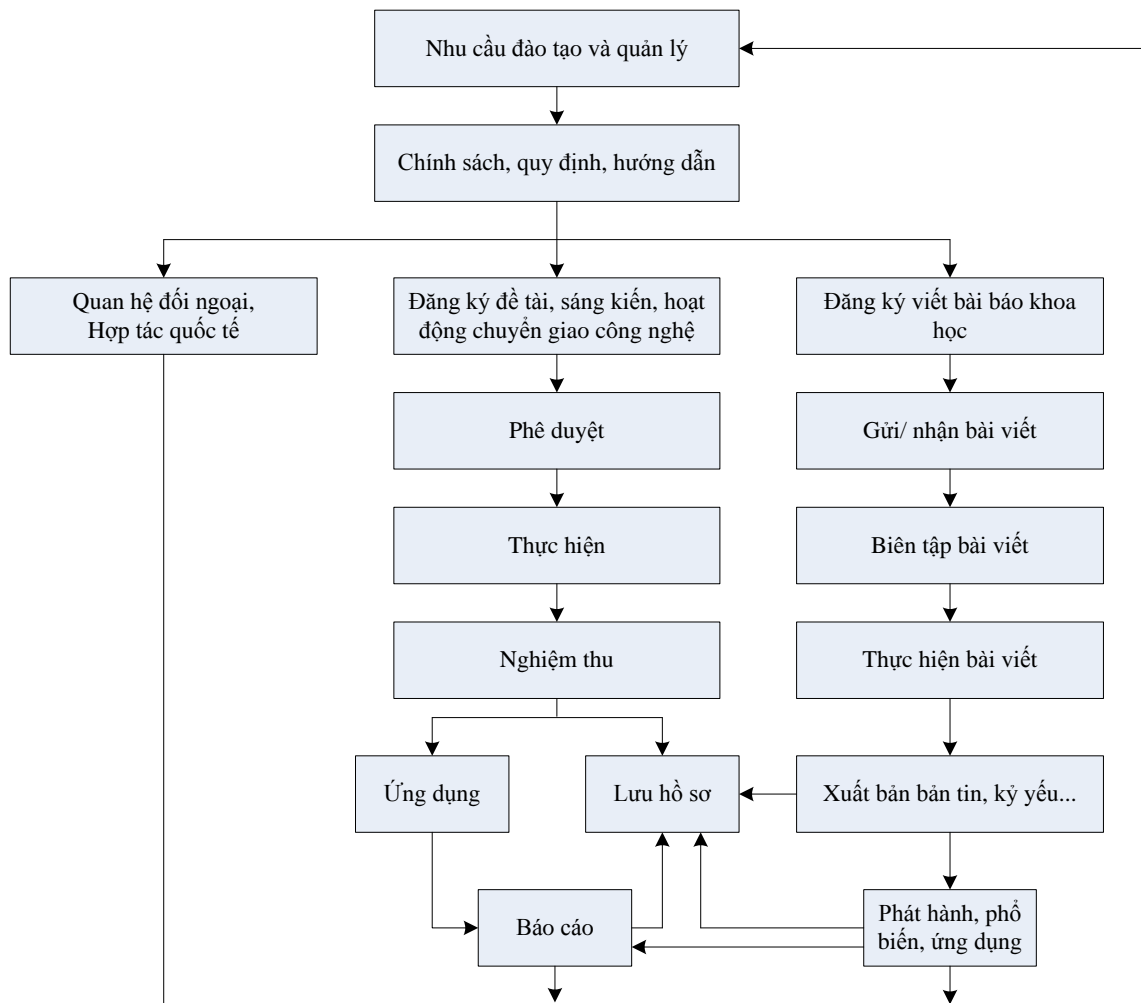 Nhu cầu đào tạo và quản lý
Chính sách, quy định, hướng dẫn
Quan hệ đối ngoại,
Hợp tác quốc tế
Đăng ký đề tài, sáng kiến, hoạt
động chuyển giao công nghệ
Đăng ký viết bài báo khoa
học
Phê duyệt
Gửi/ nhận bài viết
Thực hiện
Biên tập bài viết
Nghiệm thu
Thực hiện bài viết
Ứng dụng
Lưu hồ sơ
Xuất bản bản tin, kỷ yếu...
Báo cáo
Phát hành, phổ
biến, ứng dụng